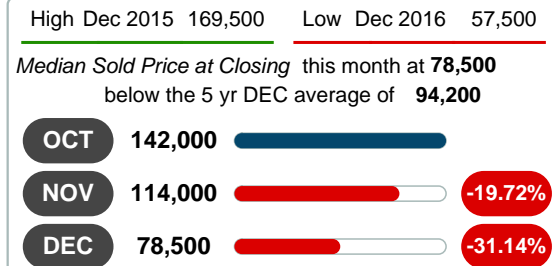 High Dec 2015 169,500 Low Dec 2016 57,500
Median Sold Price at Closing this month at 78,500
below the 5 yr DEC average of 94,200
OCT 142,000
NOV 114,000 -19.72%
DEC 78,500 -31.14%